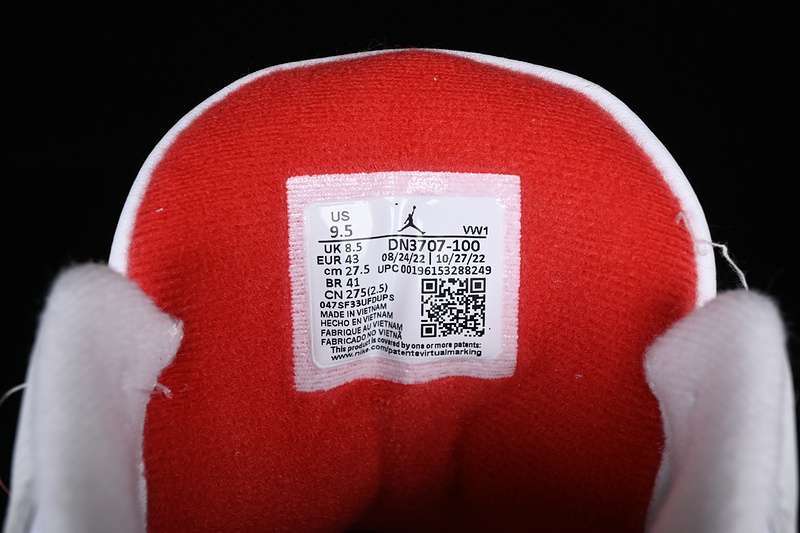 US
9.5
VW1
UK 8.5
EUR 43
cm 27.5
BR 41
CN 275(2.5)
DN3707-100
08/24/22 | 10/27/22
UPC 00196153288249
047SF33UFDUPS
MADE IN VIETNAM
HECHO EN VIETNAM
FABRIQUE AU VIETNAM
FABRICADO NO VIETNÃ
This product is covered by one or more patents:
www.nike.com/patentsvirtualmarking